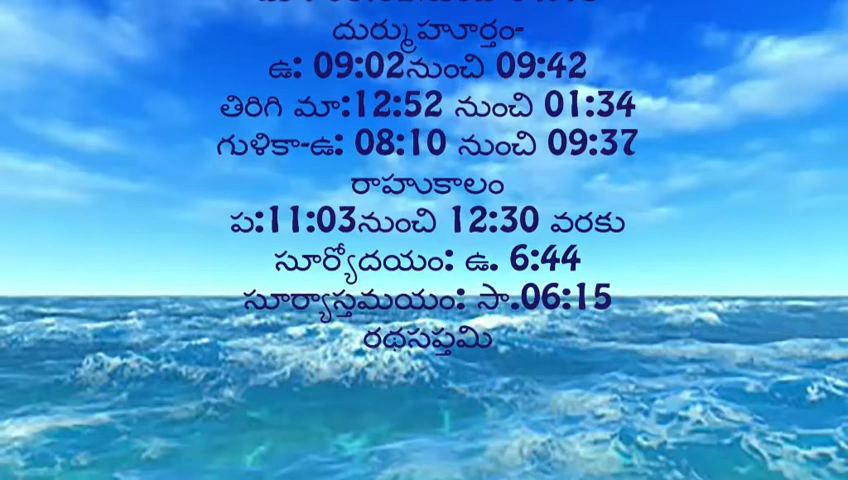 దుర్ముహూర్తం-
ఉ: 09:02నుంచి 09:42
తిరిగి మా:12:52 నుంచి 01:34
గుళికా-ఉ: 08:10 నుంచి 09:37
రాహుకాలం
ప:11:03నుంచి 12:30 వరకు
సూర్యోదయం: ఉ. 6:44
సూర్యాస్తమయం: సా.06:15
రథసప్తమి